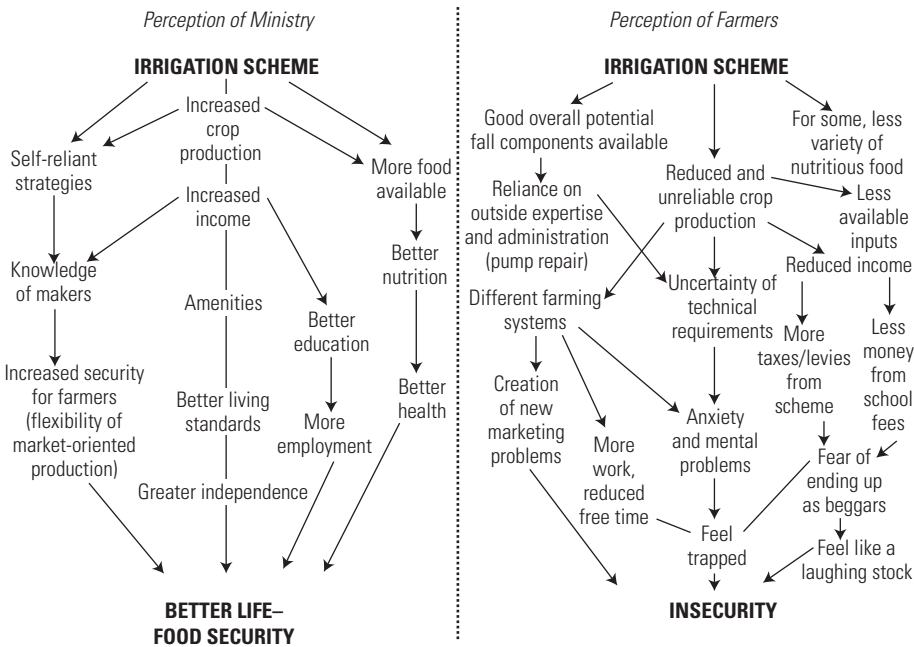 Perception of Ministry
IRRIGATION SCHEME
Increased
crop
production
Self-reliant
strategies
More food
available
Increased
income
Knowledge
of makers
Better
nutrition
Amenities
Better
education
Increased security
for farmers
(flexibility of
market-oriented
production)
Better living
standards
Better
health
More
employment
Greater independence
BETTER LIFE–
FOOD SECURITY
Perception of Farmers
IRRIGATION SCHEME
Good overall potential
fall components available
For some, less
variety of
nutritious food
Reliance on
outside expertise
and administration
(pump repair)
Reduced and
unreliable crop
production
Less
available
inputs
Reduced income
Different farming
systems
Uncertainty of
technical
requirements
More
taxes/levies
from
scheme
Less
money
from
school
fees
Creation
of new
marketing
problems
More
work,
reduced
free time
Anxiety
and mental
problems
Fear of
ending up
as beggars
Feel
trapped
Feel like a
laughing stock
INSECURITY